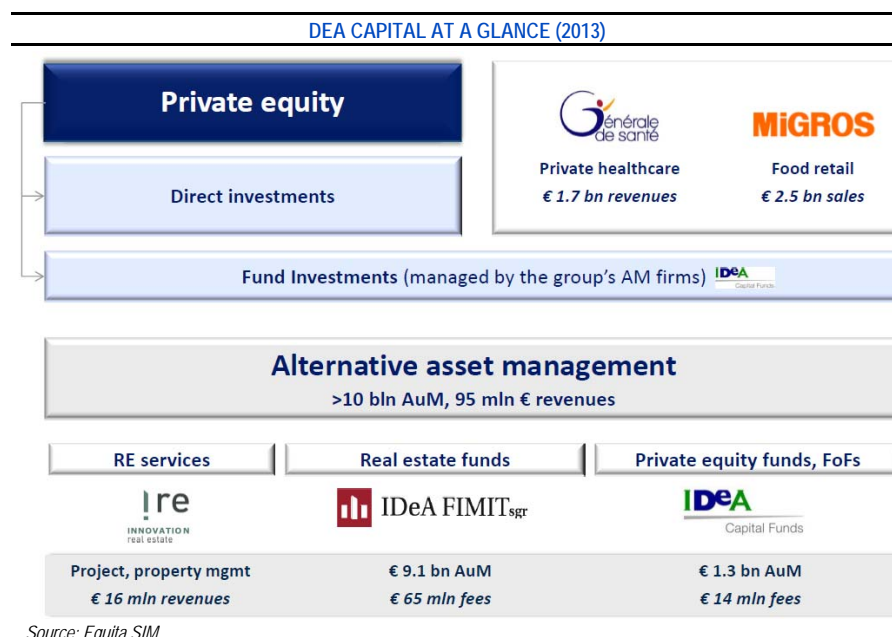 DEA CAPITAL AT A GLANCE (2013)
Private equity
Direct investments
Générale
de santé
MiGROS
Private healthcare
€ 1.7 bn revenues
Food retail
€ 2.5 bn sales
Fund Investments (managed by the group's AM firms)
IDeA
Capital Funds
Alternative asset management
>10 bln AuM, 95 mln € revenues
RE services
Real estate funds
Private equity funds, FoFs
ire
INNOVATION
real estate
IDeA FIMITsgr
IDeA
Capital Funds
Project, property mgmt
€ 16 mln revenues
€ 9.1 bn AuM
€ 65 mln fees
€ 1.3 bn AuM
€ 14 mln fees
Source: Equita SIM